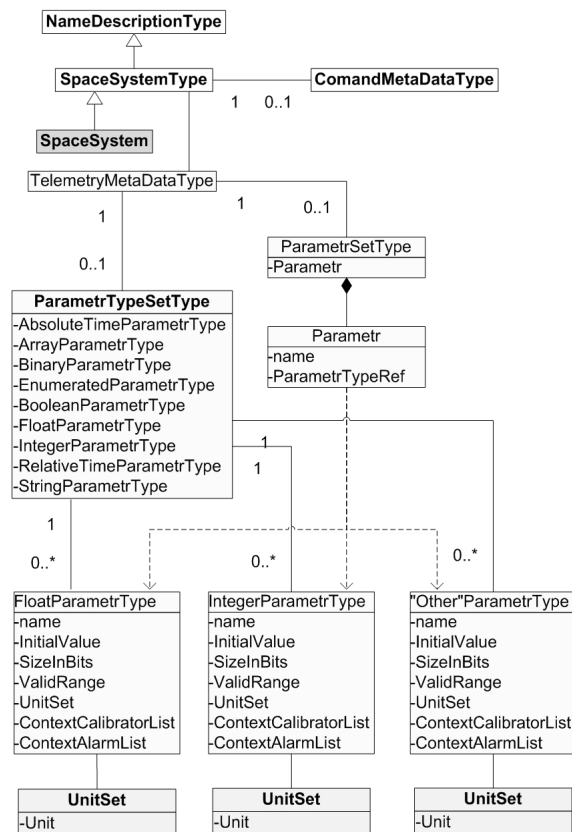 NameDescriptionType
SpaceSystemType
ComandMetaDataType
1
0..1
SpaceSystem
TelemetryMetaDataType
1
1
0..1
0..1
ParametrSetType
-Parametr
ParametrTypeSetType
-AbsoluteTimeParametrType
-ArrayParametrType
-BinaryParametrType
-EnumeratedParametrType
-BooleanParametrType
-FloatParametrType
-IntegerParametrType
-RelativeTimeParametrType
-StringParametrType
Parametr
-name
-ParametrTypeRef
1
1
1
0..*
0..*
0..*
FloatParametrType
-name
-InitialValue
-SizeInBits
-ValidRange
-UnitSet
-ContextCalibratorList
-ContextAlarmList
IntegerParametrType
-name
-InitialValue
-SizeInBits
-ValidRange
-UnitSet
-ContextCalibratorList
-ContextAlarmList
"Other"ParametrType
-name
-InitialValue
-SizeInBits
-ValidRange
-UnitSet
-ContextCalibratorList
-ContextAlarmList
UnitSet
-Unit
UnitSet
-Unit
UnitSet
-Unit